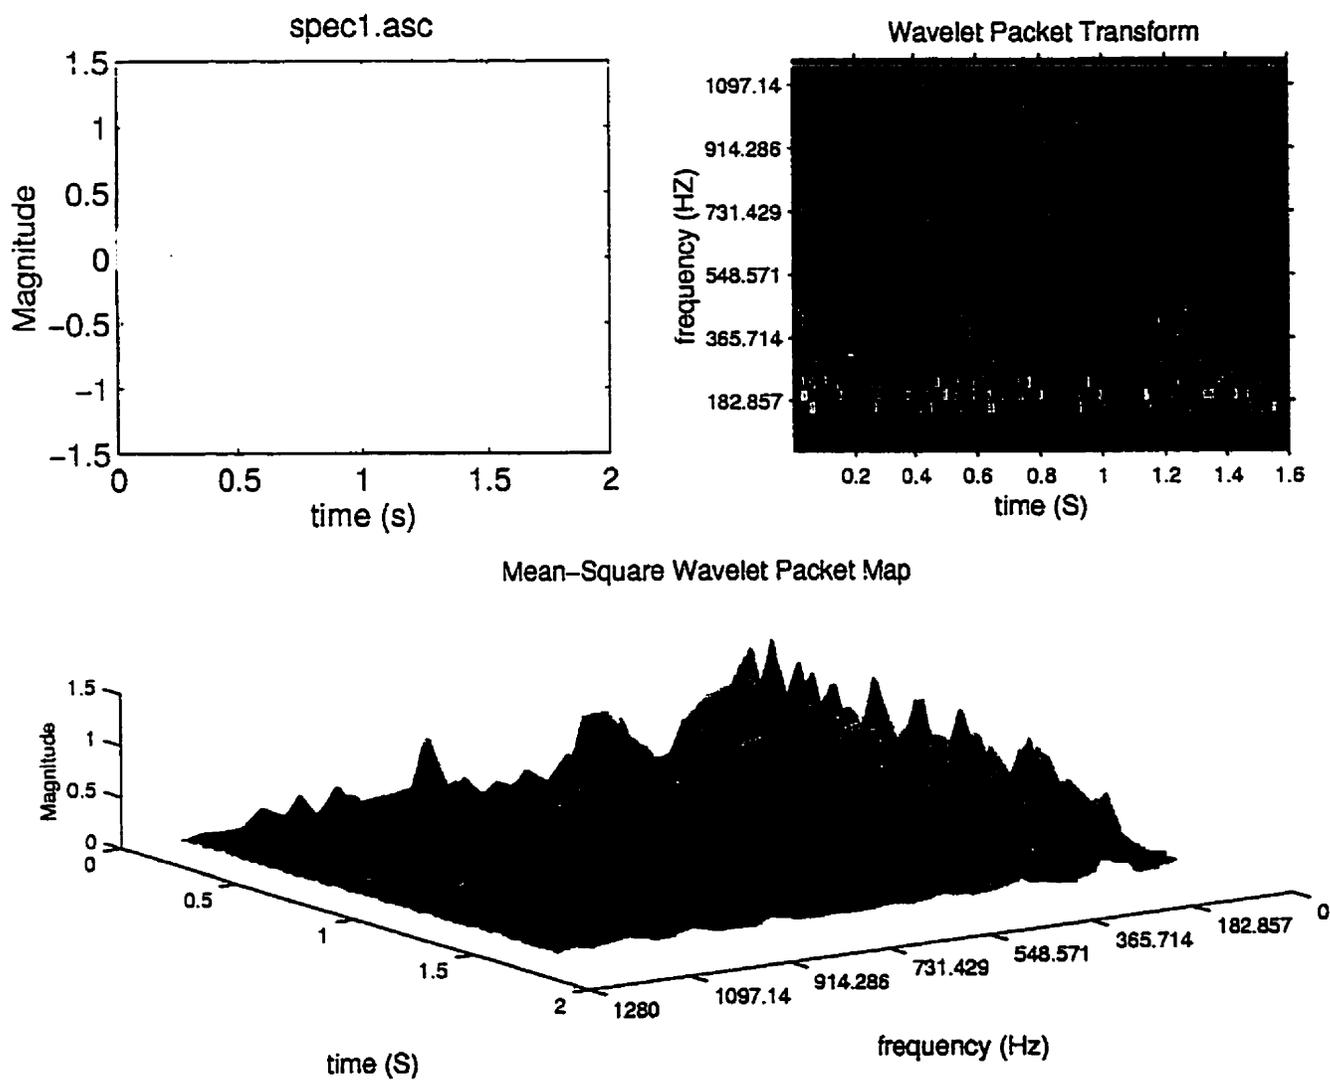 spec1.asc
1.5
1
0.5
0
−0.5
−1
−1.5
Magnitude
0 0.5 1 1.5 2
time (s)
Wavelet Packet Transform
1097.14
914.286
731.429
548.571
365.714
182.857
frequency (HZ)
0.2 0.4 0.6 0.8 1 1.2 1.4 1.6
time (S)
Mean−Square Wavelet Packet Map
1.5
1
0.5
0
Magnitude
0
0.5
1
1.5
2
time (S)
1280
1097.14
914.286
731.429
548.571
365.714
182.857
0
frequency (Hz)